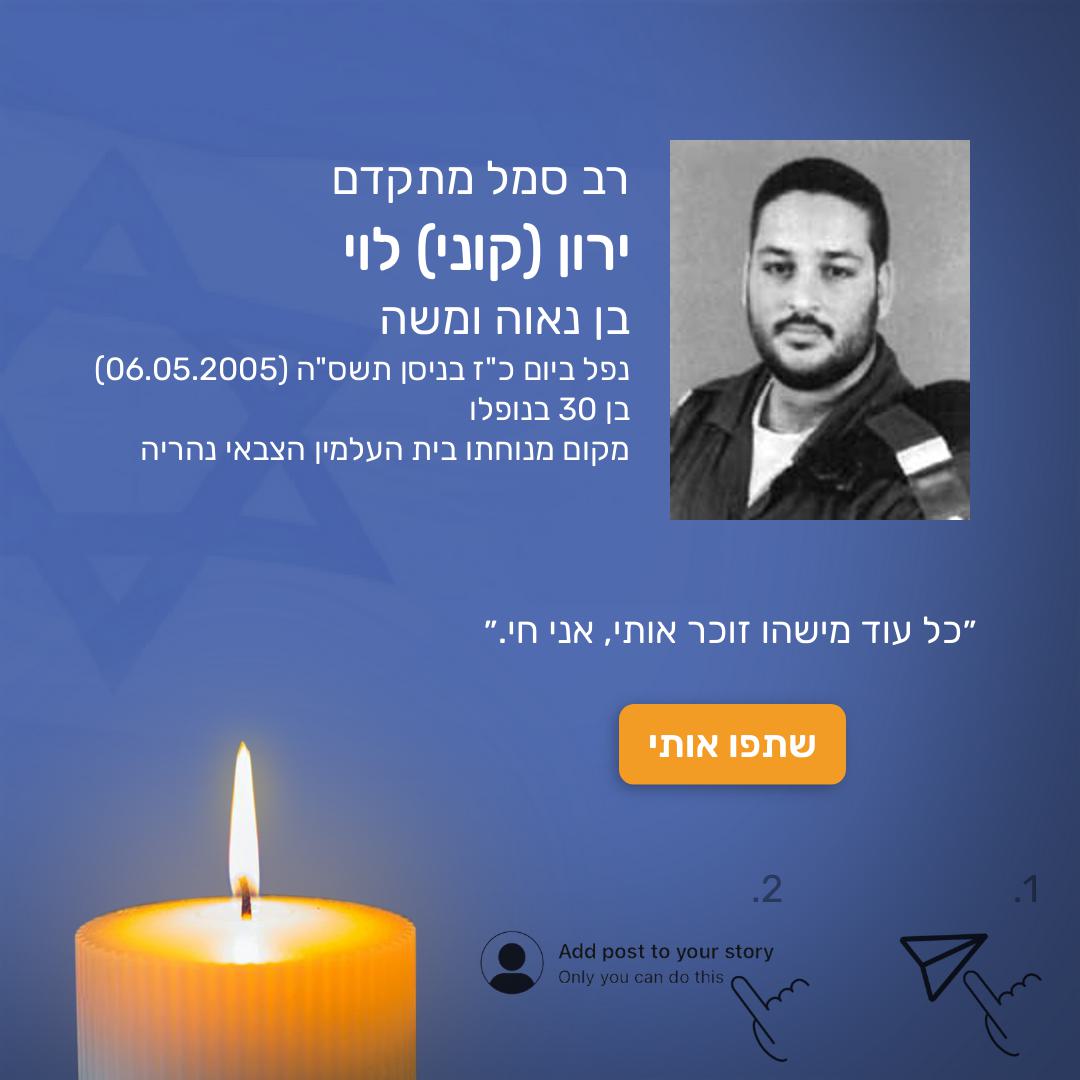 רב סמל מתקדם
ירון (קוני) לוי
בן נאוה ומשה
נפל ביום כ"ז בניסן תשס"ה (06.05.2005)
בן 30 בנופלו
מקום מנוחתו בית העלמין הצבאי נהריה
״כל עוד מישהו זוכר אותי, אני חי.״
שתפו אותי
.1
.2
Add post to your story
Only you can do this